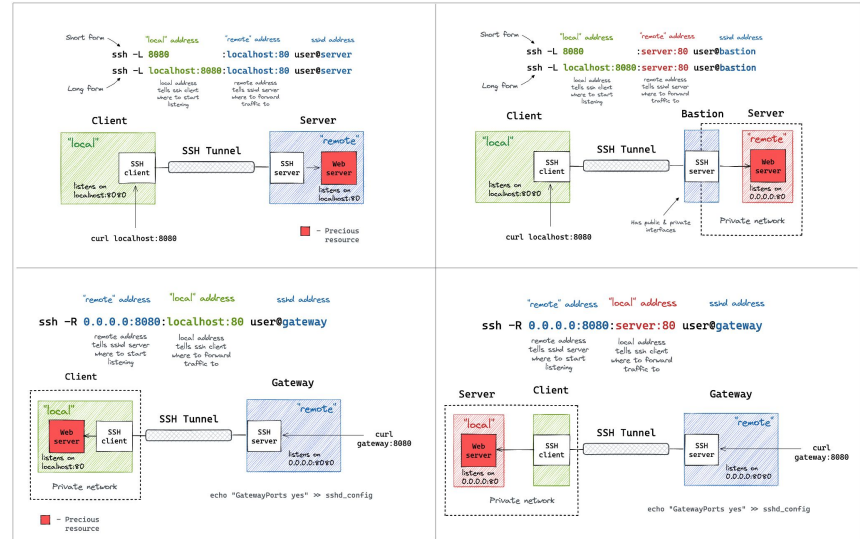 "local" address "remote" address sshd address
Short form
ssh -L 8080 :localhost:80 user@server
ssh -L localhost:8080:localhost:80 user@server
Long form
local address
tells ssh client
where to start
listening
remote address
tells sshd server
where to forward
traffic to
Client
Server
"local"
"remote"
SSH
client
SSH Tunnel
SSH
server
Web
server
listens on
localhost:8080
listens on
localhost:80
curl localhost:8080
- Precious
resource
"local" address "remote" address sshd address
Short form
ssh -L 8080 :server:80 user@bastion
ssh -L localhost:8080:server:80 user@bastion
Long form
local address
tells ssh client
where to start
listening
remote address
tells sshd server
where to forward
traffic to
Client
Bastion
Server
"local"
"remote"
SSH
client
SSH Tunnel
SSH
server
Web
server
listens on
localhost:8080
listens on
0.0.0.0:80
Has public & private
interfaces
Private network
curl localhost:8080
"remote" address "local" address sshd address
ssh -R 0.0.0.0:8080:localhost:80 user@gateway
remote address
tells sshd server
where to start
listening
local address
tells ssh client
where to forward
traffic to
Client
Gateway
"local"
"remote"
Web
server
SSH
client
SSH Tunnel
SSH
server
curl
gateway:8080
listens on
localhost:80
listens on
0.0.0.0:8080
Private network
echo "GatewayPorts yes" >> sshd_config
- Precious
resource
"remote" address "local" address sshd address
ssh -R 0.0.0.0:8080:server:80 user@gateway
remote address
tells sshd server
where to start
listening
local address
tells ssh client
where to forward
traffic to
Server
Client
Gateway
"local"
"remote"
Web
server
SSH
client
SSH Tunnel
SSH
server
curl
gateway:8080
listens on
0.0.0.0:80
listens on
0.0.0.0:8080
Private network
echo "GatewayPorts yes" >> sshd_config